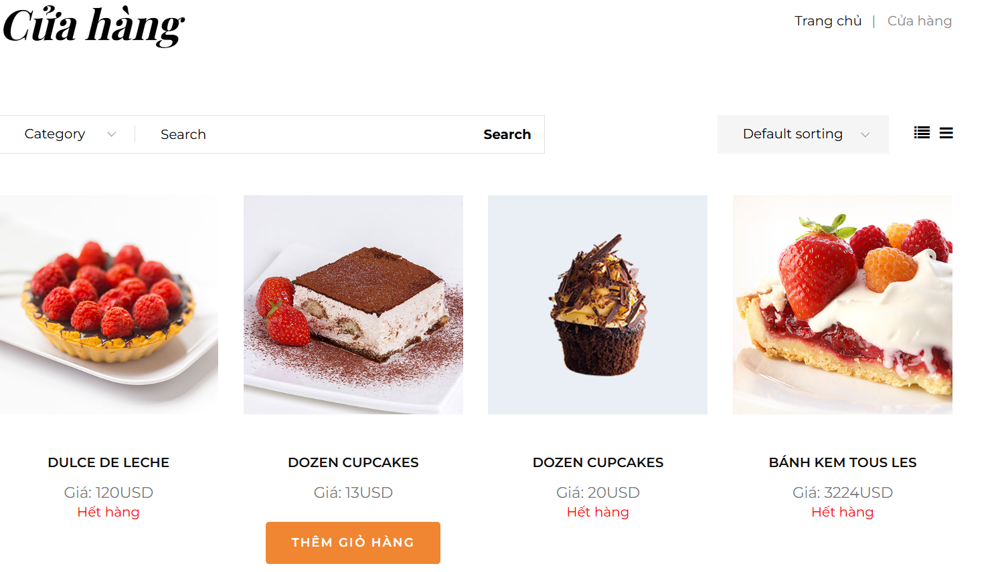 Cửa hàng
Trang chủ | Cửa hàng
Category Search Search
Default sorting
DULCE DE LECHE
Giá: 120USD
Hết hàng
DOZEN CUPCAKES
Giá: 13USD
THÊM GIỎ HÀNG
DOZEN CUPCAKES
Giá: 20USD
Hết hàng
BÁNH KEM TOUS LES
Giá: 3224USD
Hết hàng